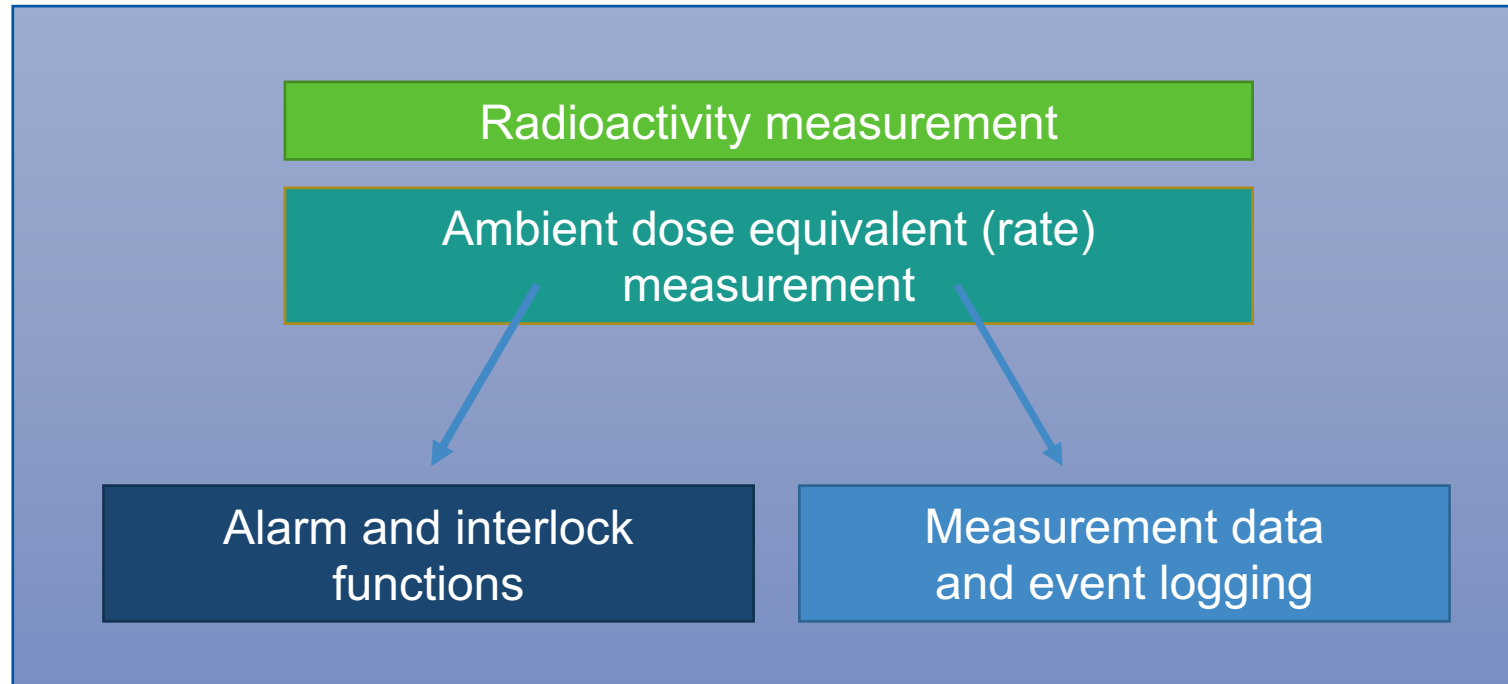 Radioactivity measurement
Ambient dose equivalent (rate)
measurement
Alarm and interlock
functions
Measurement data
and event logging